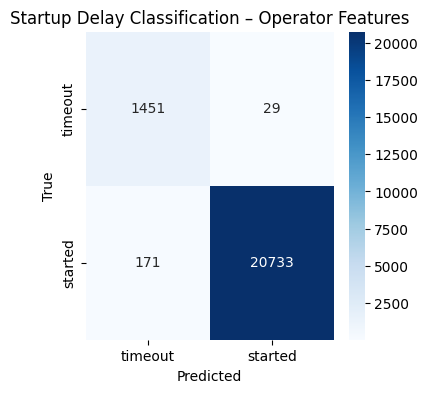 Startup Delay Classification – Operator Features
timeout
1451
29
started
171
20733
True
timeout
started
Predicted
20000
17500
15000
12500
10000
7500
5000
2500